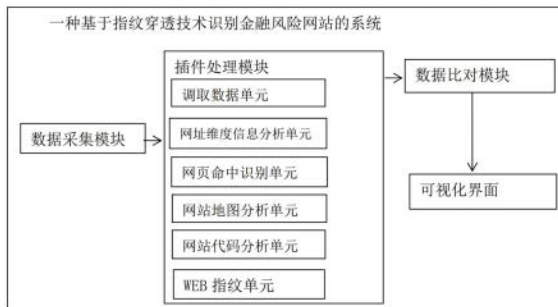 一种基于指纹穿透技术识别金融风险网站的系统
插件处理模块
调取数据单元
网址维度信息分析单元
网页命中识别单元
网站地图分析单元
网站代码分析单元
WEB 指纹单元
数据采集模块
数据比对模块
可视化界面